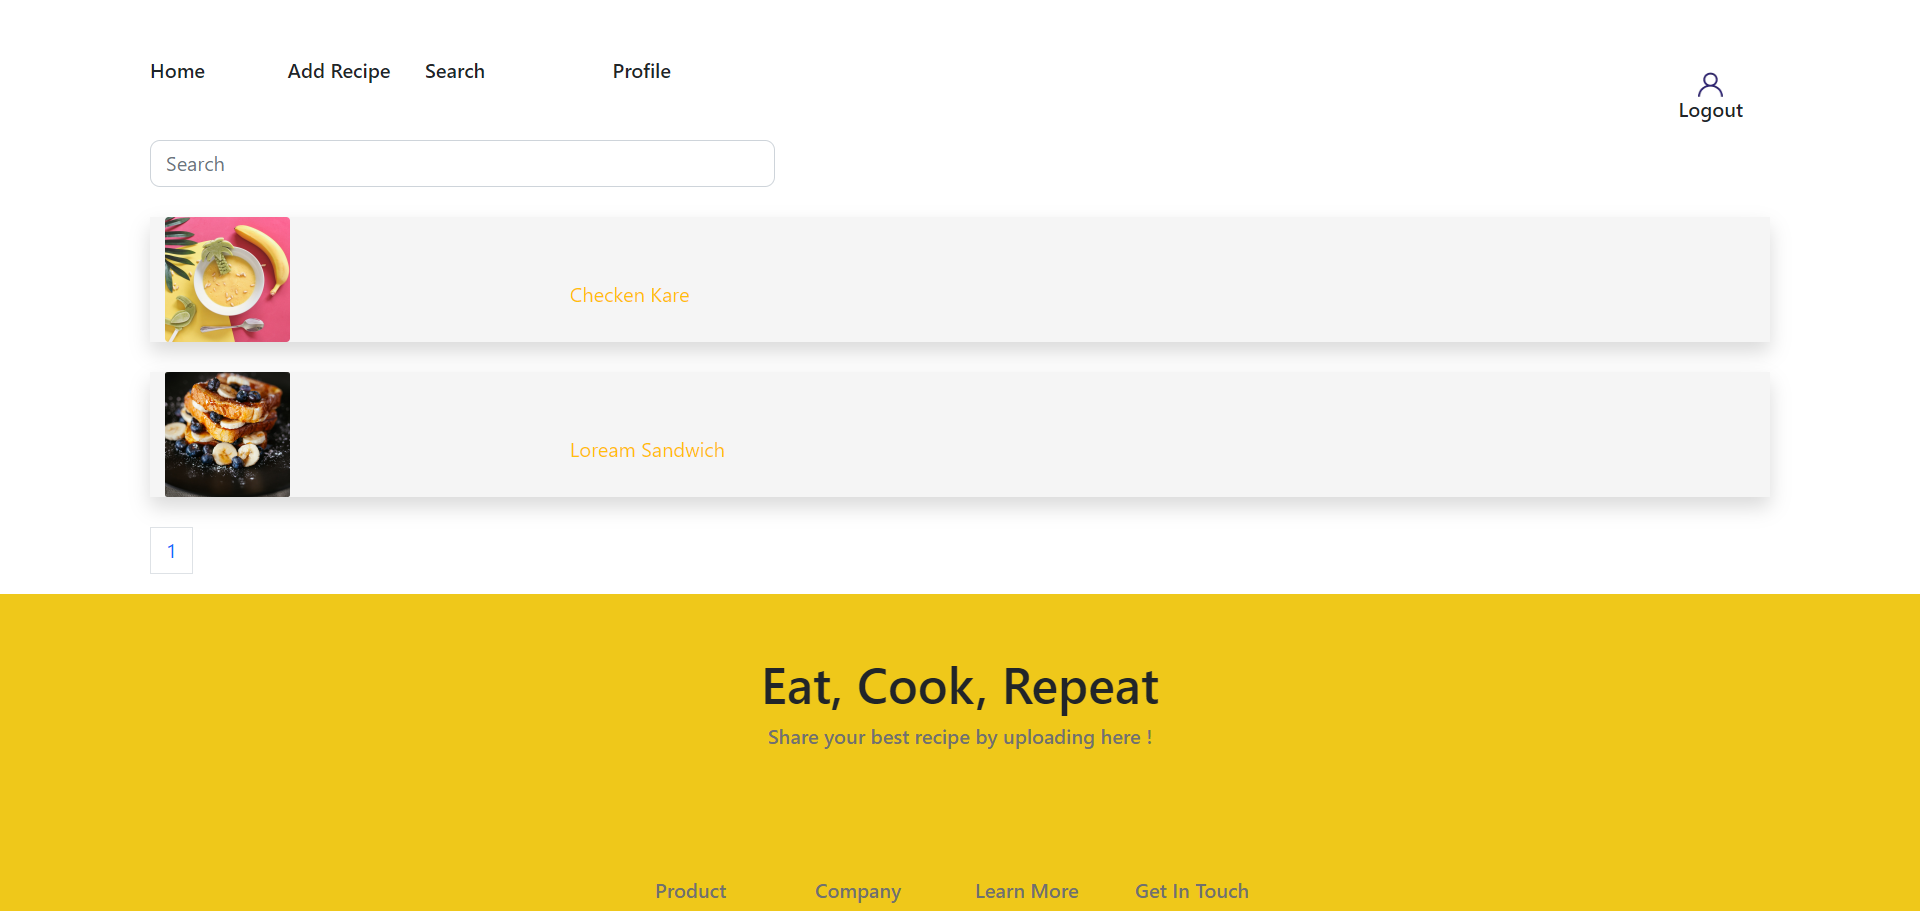 Home Add Recipe Search Profile
Logout
Search
Checken Kare
Loream Sandwich
1
Eat, Cook, Repeat
Share your best recipe by uploading here !
Product Company Learn More Get In Touch